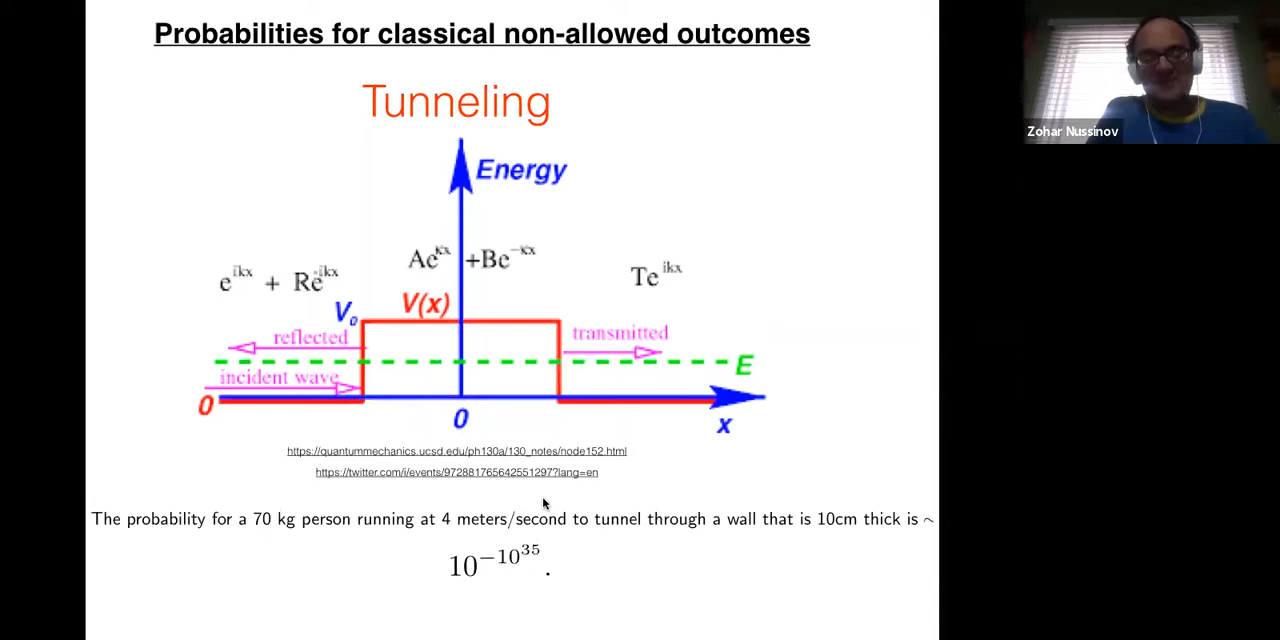 Probabilities for classical non-allowed outcomes
Zohar Nussinov
Tunneling
Energy
e^{ikx} + Re^{-ikx}
Ae^{κx} +Be^{-κx}
Te^{ikx}
V₀
V(x)
reflected
transmitted
E
incident wave
0
0
x
https://quantummechanics.ucsd.edu/ph130a/130_notes/node152.html
https://twitter.com/i/events/972881765642551297?lang=en
The probability for a 70 kg person running at 4 meters/second to tunnel through a wall that is 10cm thick is ~
10^{-10^{35}}.